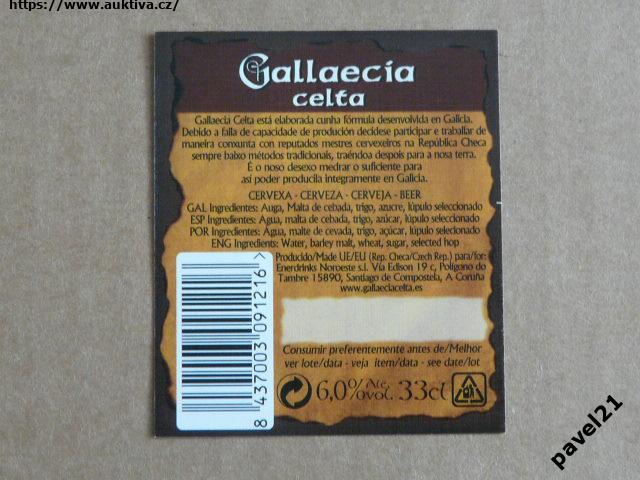 https://www.auktiva.cz/
Gallaecia
celta
Gallaecia Celta está elaborada cunha fórmula desenvolvida en Galicia.
Debido a falla de capacidade de produción decidese participar e traballar de
maneira conxunta con reputados mestres cervexeiros na República Checa
sempre baixo métodos tradicionais, traéndoa despois para a nosa terra.
É o noso desexo medrar o suficiente para
así poder producila integramente en Galicia.
CERVEXA - CERVEZA - CERVEJA - BEER
GAL Ingredientes: Auga, Malta de cebada, trigo, azucre, lúpulo seleccionado
ESP Ingredientes: Agua, malta de cebada, trigo, azúcar, lúpulo seleccionado
POR Ingredientes: Agua, malte de cevada, trigo, açúcar, lúpulo seleccionado
ENG Ingredients: Water, barley malt, wheat, sugar, selected hop
Producido/Made UE/EU (Rep. Checa/Czech Rep.) para/for:
Enerdrinks Noroeste s.l. Vía Edison 19 c, Polígono do
Tambre 15890, Santiago de Compostela, A Coruña
www.gallaeciacelta.es
Consumir preferentemente antes de/Melhor
ver lote/data - veja item/data - see date/lot
6,0% Alc. vol. 33cl
8 437003 091216 >
pavel21